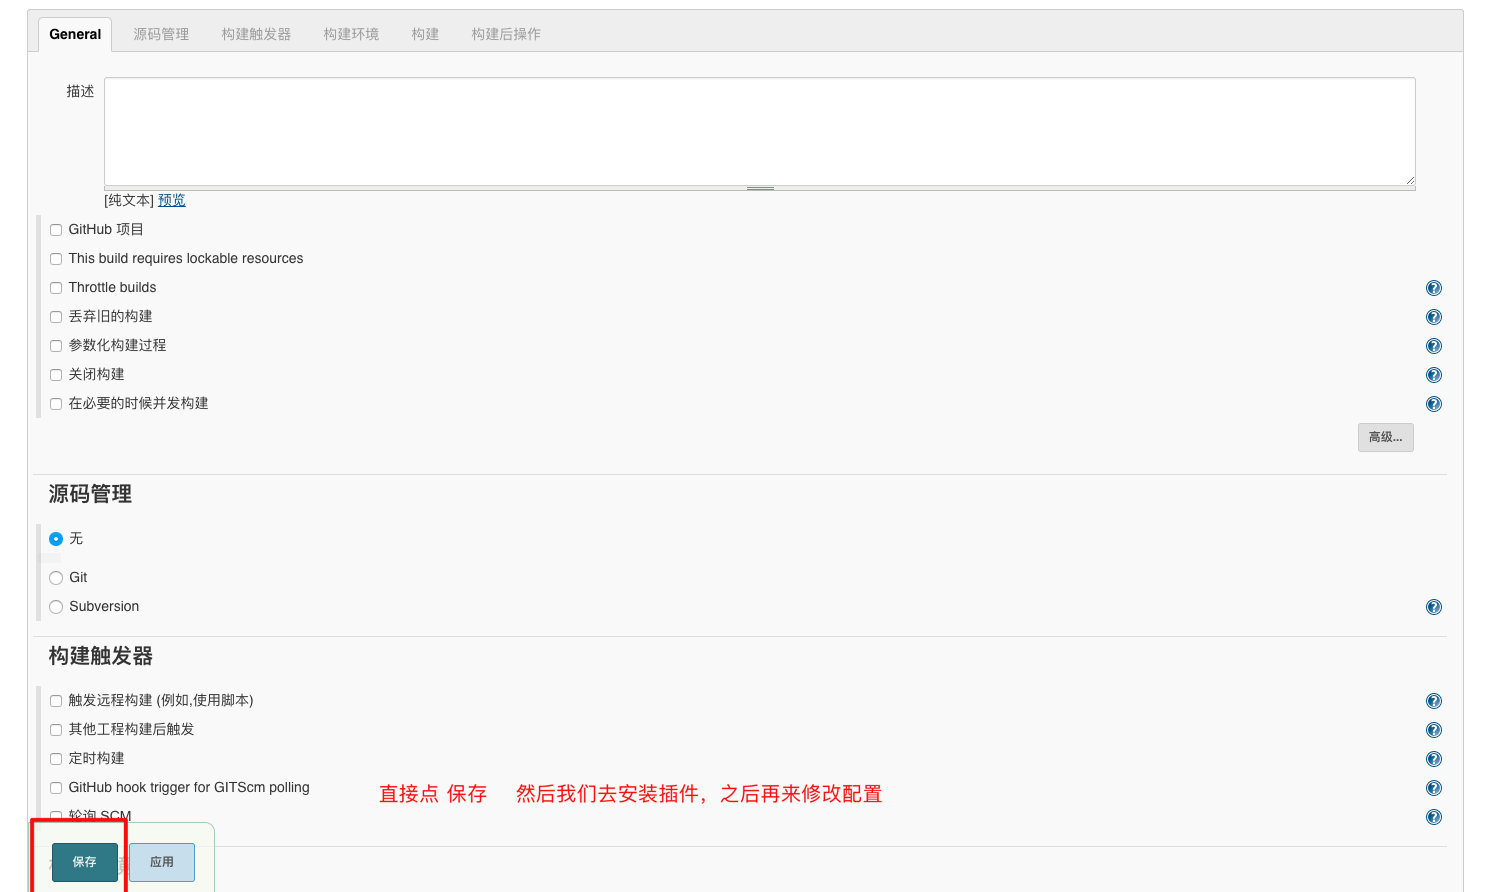 General 源码管理 构建触发器 构建环境 构建 构建后操作
描述
[纯文本] 预览
GitHub 项目
This build requires lockable resources
Throttle builds
丢弃旧的构建
参数化构建过程
关闭构建
在必要的时候并发构建
高级...
源码管理
无
Git
Subversion
构建触发器
触发远程构建 (例如,使用脚本)
其他工程构建后触发
定时构建
GitHub hook trigger for GITScm polling
直接点 保存 然后我们去安装插件，之后再来修改配置
轮询 SCM
保存 应用